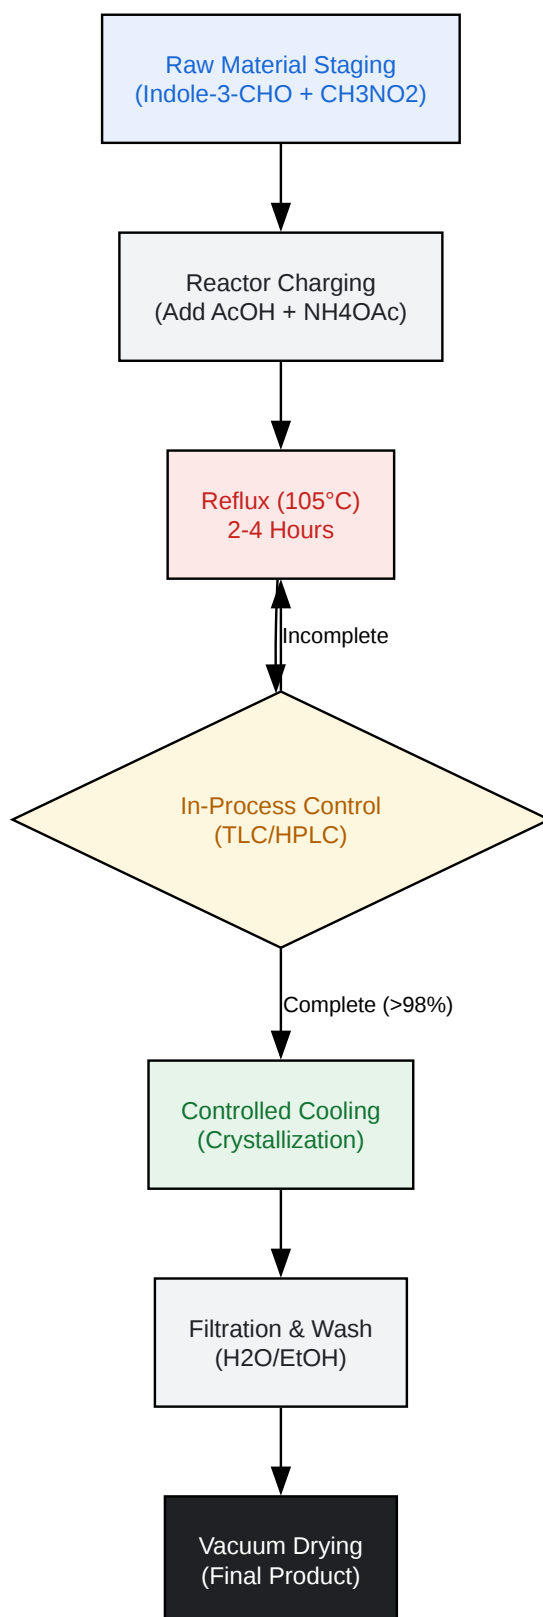 Raw Material Staging
(Indole-3-CHO + CH3NO2)
Reactor Charging
(Add AcOH + NH4OAc)
Reflux (105°C)
2-4 Hours
Incomplete
In-Process Control
(TLC/HPLC)
Complete (>98%)
Controlled Cooling
(Crystallization)
Filtration & Wash
(H2O/EtOH)
Vacuum Drying
(Final Product)